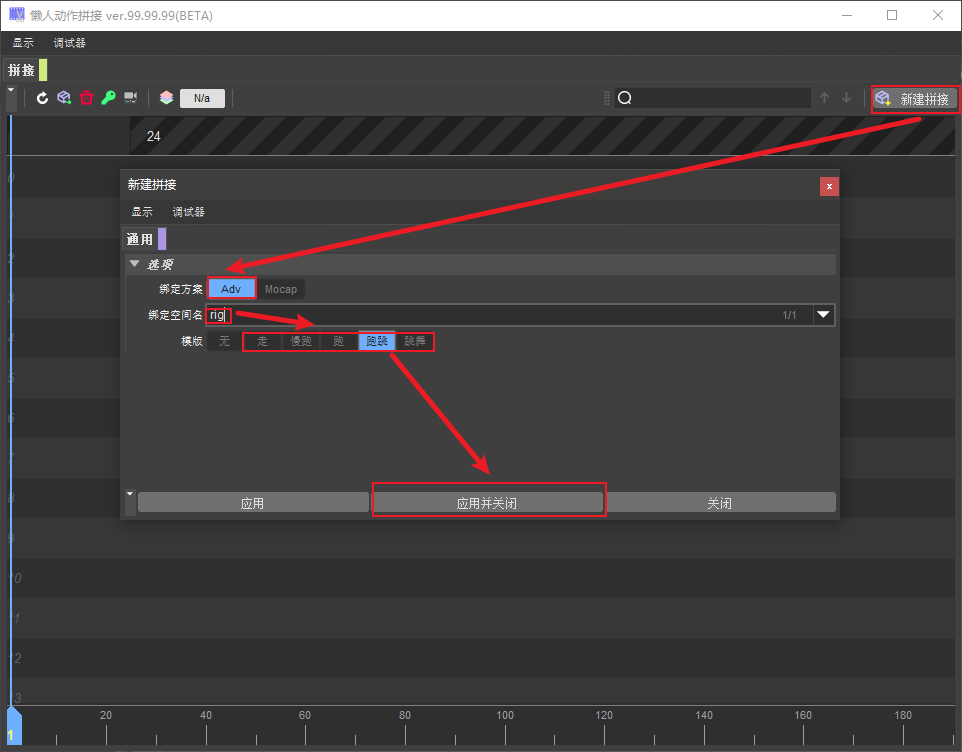 懒人动作拼接 ver.99.99.99(BETA)
显示 调试器
拼接
N/a 新建拼接
24
新建拼接 x
显示 调试器
通用
选项
绑定方案 Adv Mocap
绑定空间名 rig 1/1
模版 无 走 慢跑 跑 跑跳 跳舞
应用 应用并关闭 关闭
0
1
2
3
4
5
6
7
8
9
10
11
12
13
1 20 40 60 80 100 120 140 160 180